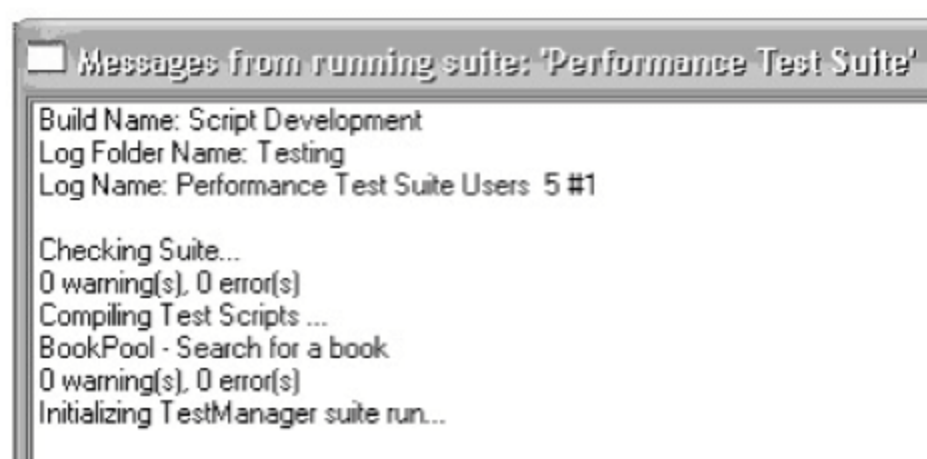 Messages from running suite: 'Performance Test Suite'
Build Name: Script Development
Log Folder Name: Testing
Log Name: Performance Test Suite Users  5 #1
Checking Suite...
0 warning(s), 0 error(s)
Compiling Test Scripts ...
BookPool - Search for a book
0 warning(s), 0 error(s)
Initializing TestManager suite run...